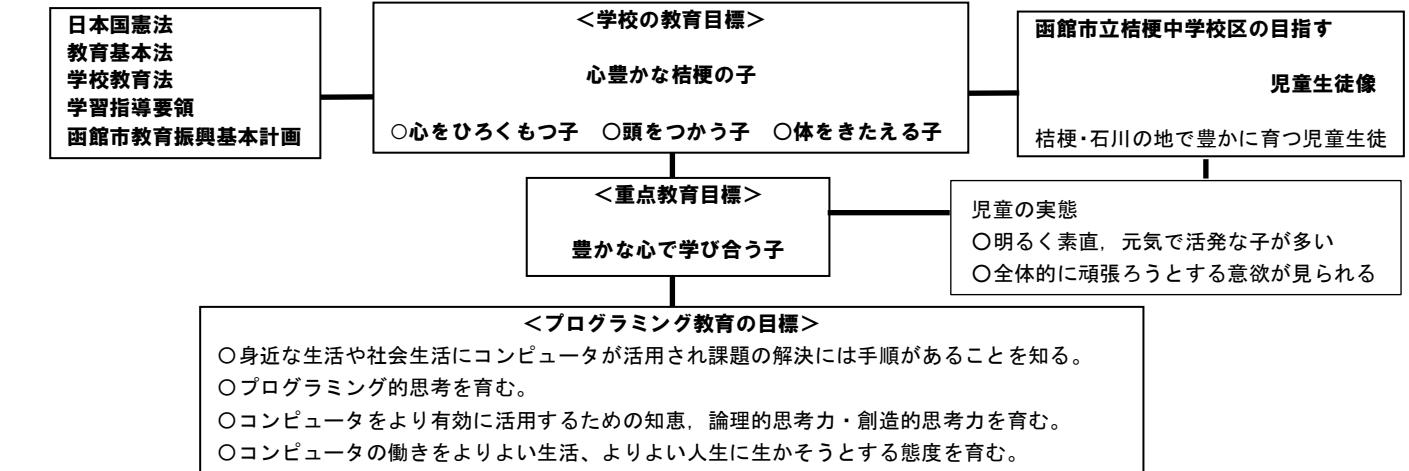 日本国憲法
教育基本法
学校教育法
学習指導要領
函館市教育振興基本計画
＜学校の教育目標＞
心豊かな桔梗の子
○心をひろくもつ子　○頭をつかう子　○体をきたえる子
函館市立桔梗中学校区の目指す
児童生徒像
桔梗・石川の地で豊かに育つ児童生徒
＜重点教育目標＞
豊かな心で学び合う子
児童の実態
○明るく素直，元気で活発な子が多い
○全体的に頑張ろうとする意欲が見られる
＜プログラミング教育の目標＞
○身近な生活や社会生活にコンピュータが活用され課題の解決には手順があることを知る。
○プログラミング的思考を育む。
○コンピュータをより有効に活用するための知恵，論理的思考力・創造的思考力を育む。
○コンピュータの働きをよりよい生活、よりよい人生に生かそうとする態度を育む。